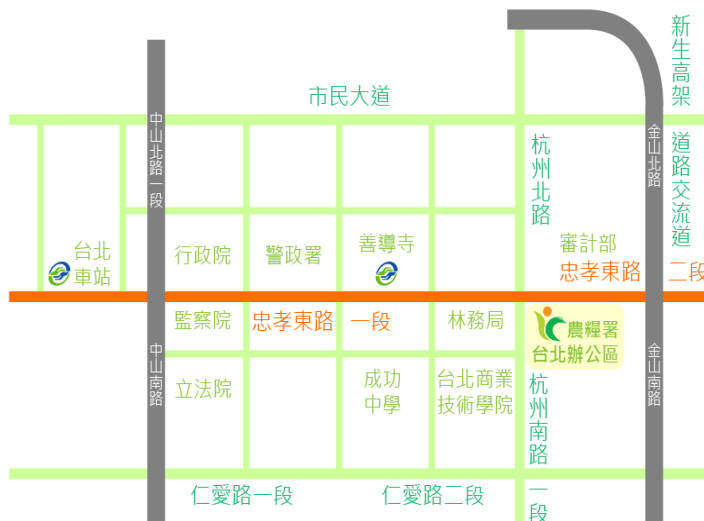 新生高架
市民大道
中山北路一段
金山北路
道路交流道
杭州北路
台北
車站
行政院
警政署
善導寺
審計部
忠孝東路 二段
監察院
忠孝東路 一段
林務局
農糧署
台北辦公區
中山南路
金山南路
立法院
成功
中學
台北商業
技術學院
杭州南路一段
仁愛路一段
仁愛路二段